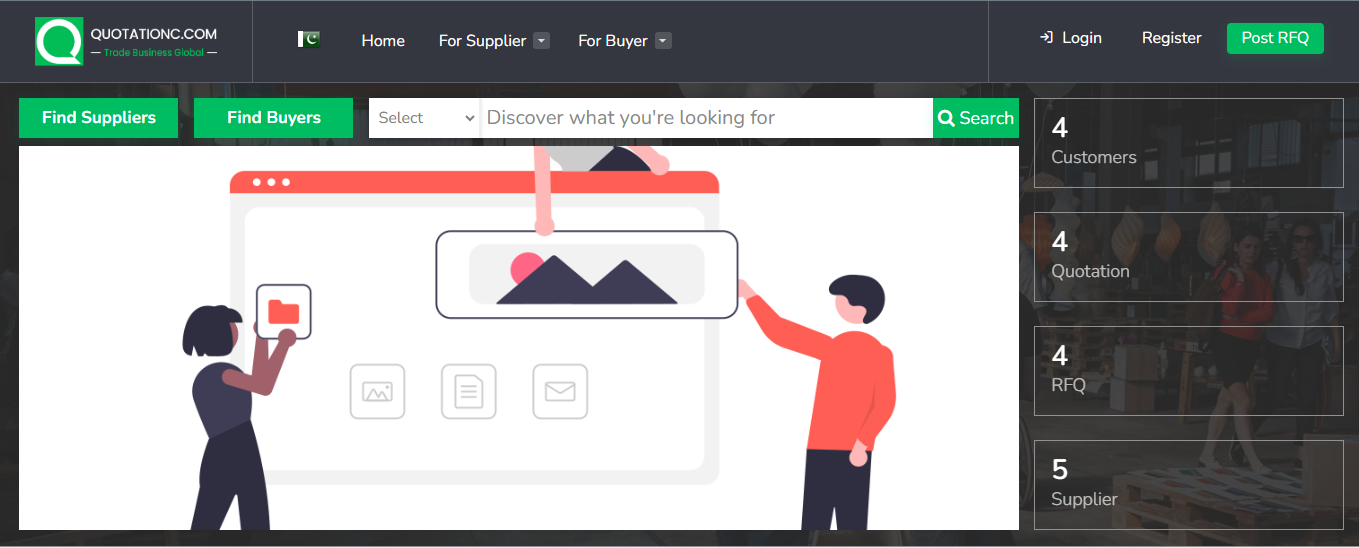 QUOTATIONC.COM
Trade Business Global
Home
For Supplier
For Buyer
Login
Register
Post RFQ
Find Suppliers
Find Buyers
Select
Discover what you're looking for
Search
4
Customers
4
Quotation
4
RFQ
5
Supplier